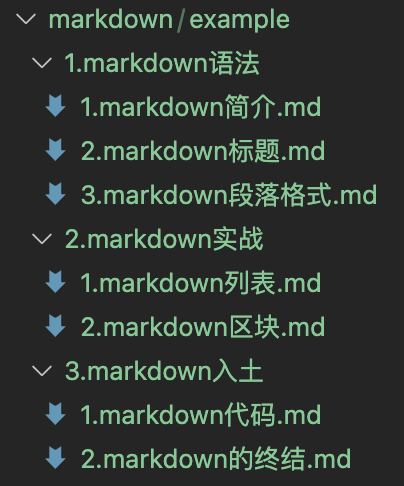 markdown/example
1.markdown语法
1.markdown简介.md
2.markdown标题.md
3.markdown段落格式.md
2.markdown实战
1.markdown列表.md
2.markdown区块.md
3.markdown入土
1.markdown代码.md
2.markdown的终结.md